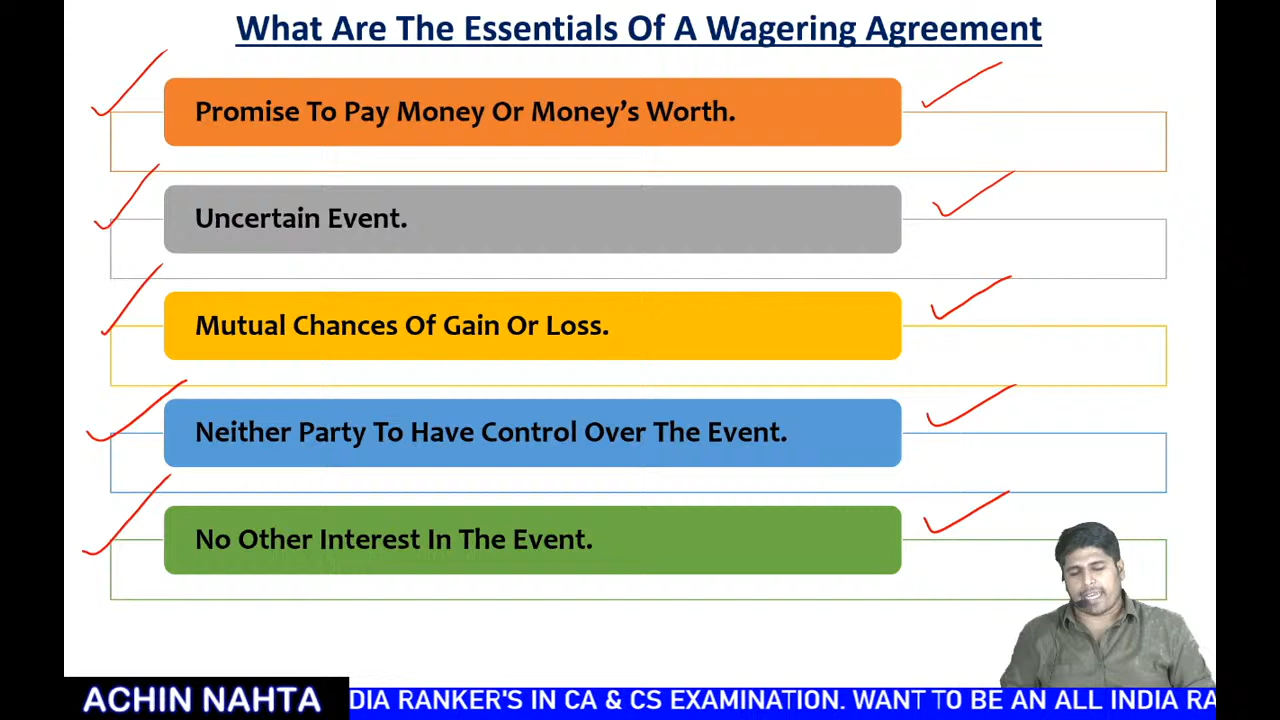 What Are The Essentials Of A Wagering Agreement
Promise To Pay Money Or Money’s Worth.
Uncertain Event.
Mutual Chances Of Gain Or Loss.
Neither Party To Have Control Over The Event.
No Other Interest In The Event.
ACHIN NAHTA DIA RANKER'S IN CA & CS EXAMINATION. WANT TO BE AN ALL INDIA RA